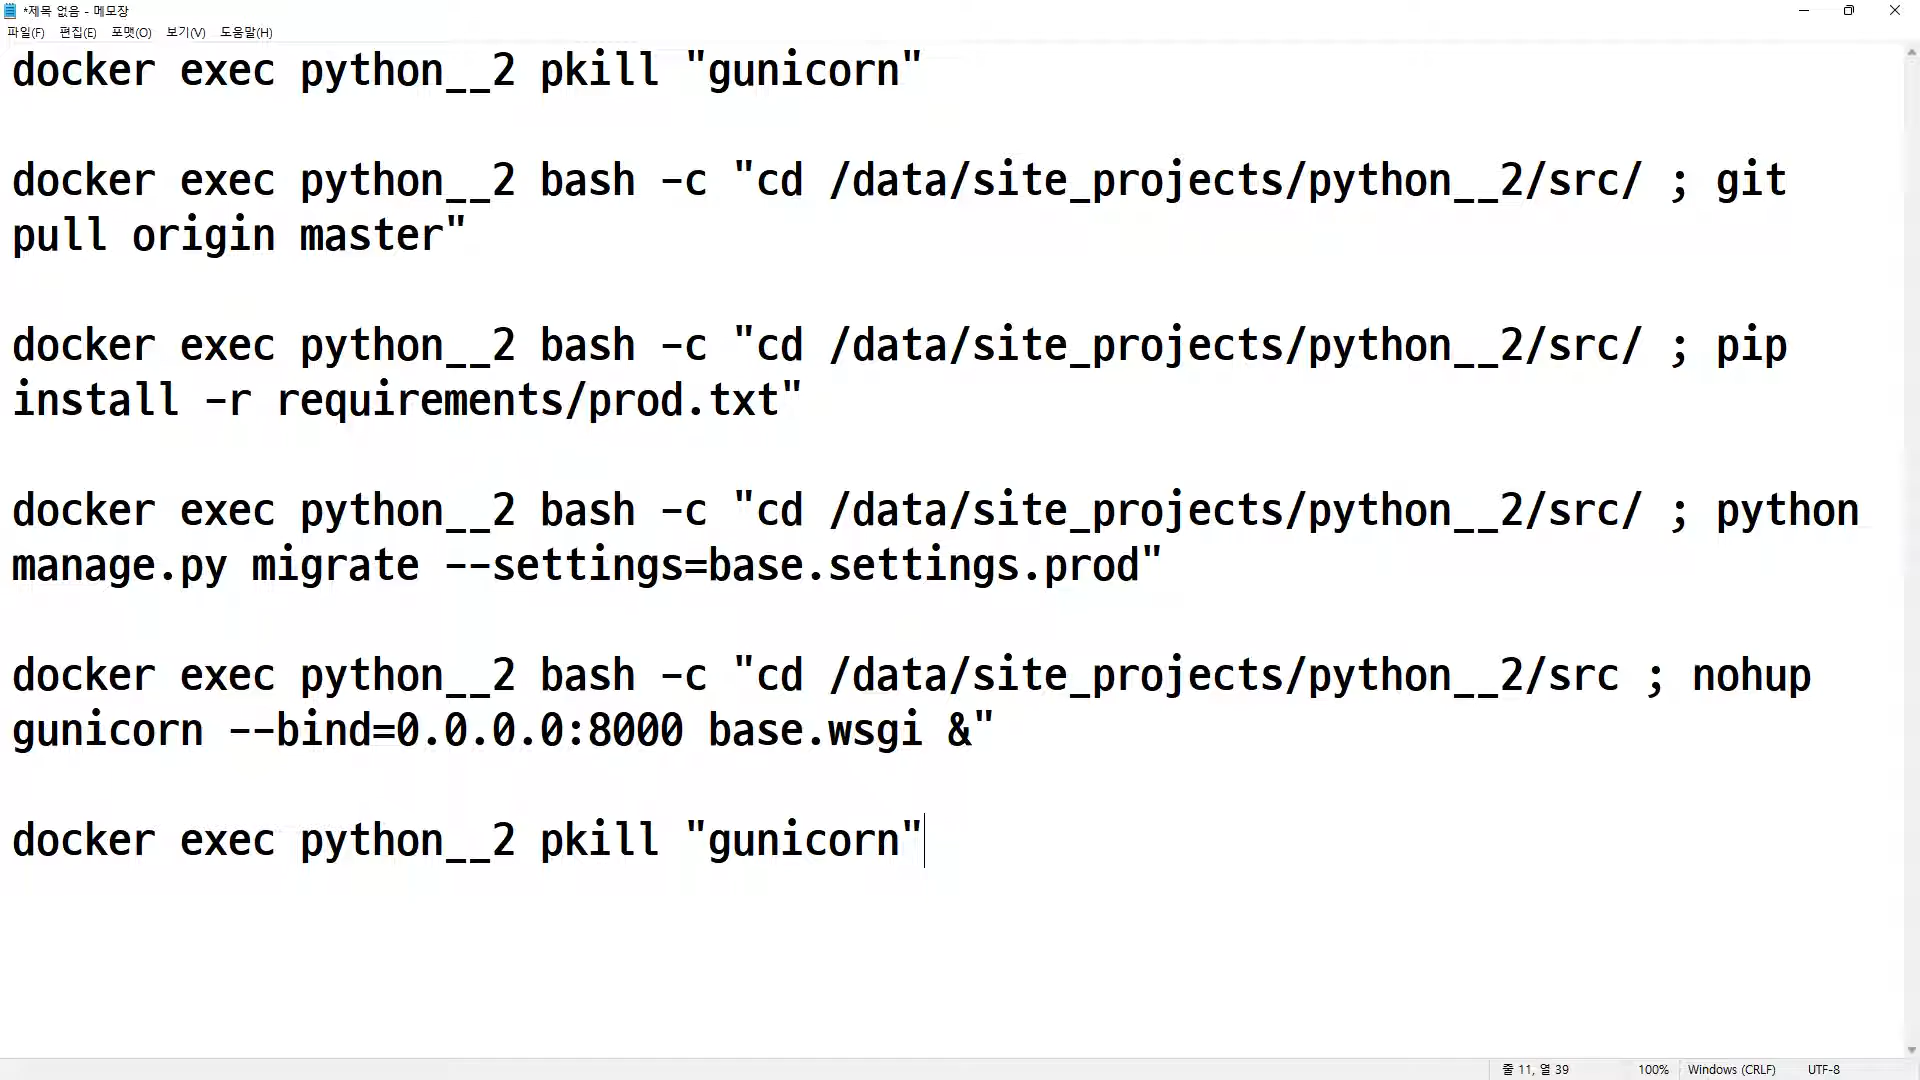 *제목 없음 - 메모장
파일(F) 편집(E) 포맷(O) 보기(V) 도움말(H)
docker exec python__2 pkill "gunicorn"
docker exec python__2 bash -c "cd /data/site_projects/python__2/src/ ; git
pull origin master"
docker exec python__2 bash -c "cd /data/site_projects/python__2/src/ ; pip
install -r requirements/prod.txt"
docker exec python__2 bash -c "cd /data/site_projects/python__2/src/ ; python
manage.py migrate --settings=base.settings.prod"
docker exec python__2 bash -c "cd /data/site_projects/python__2/src ; nohup
gunicorn --bind=0.0.0.0:8000 base.wsgi &"
docker exec python__2 pkill "gunicorn"
줄 11, 열 39 100% Windows (CRLF) UTF-8